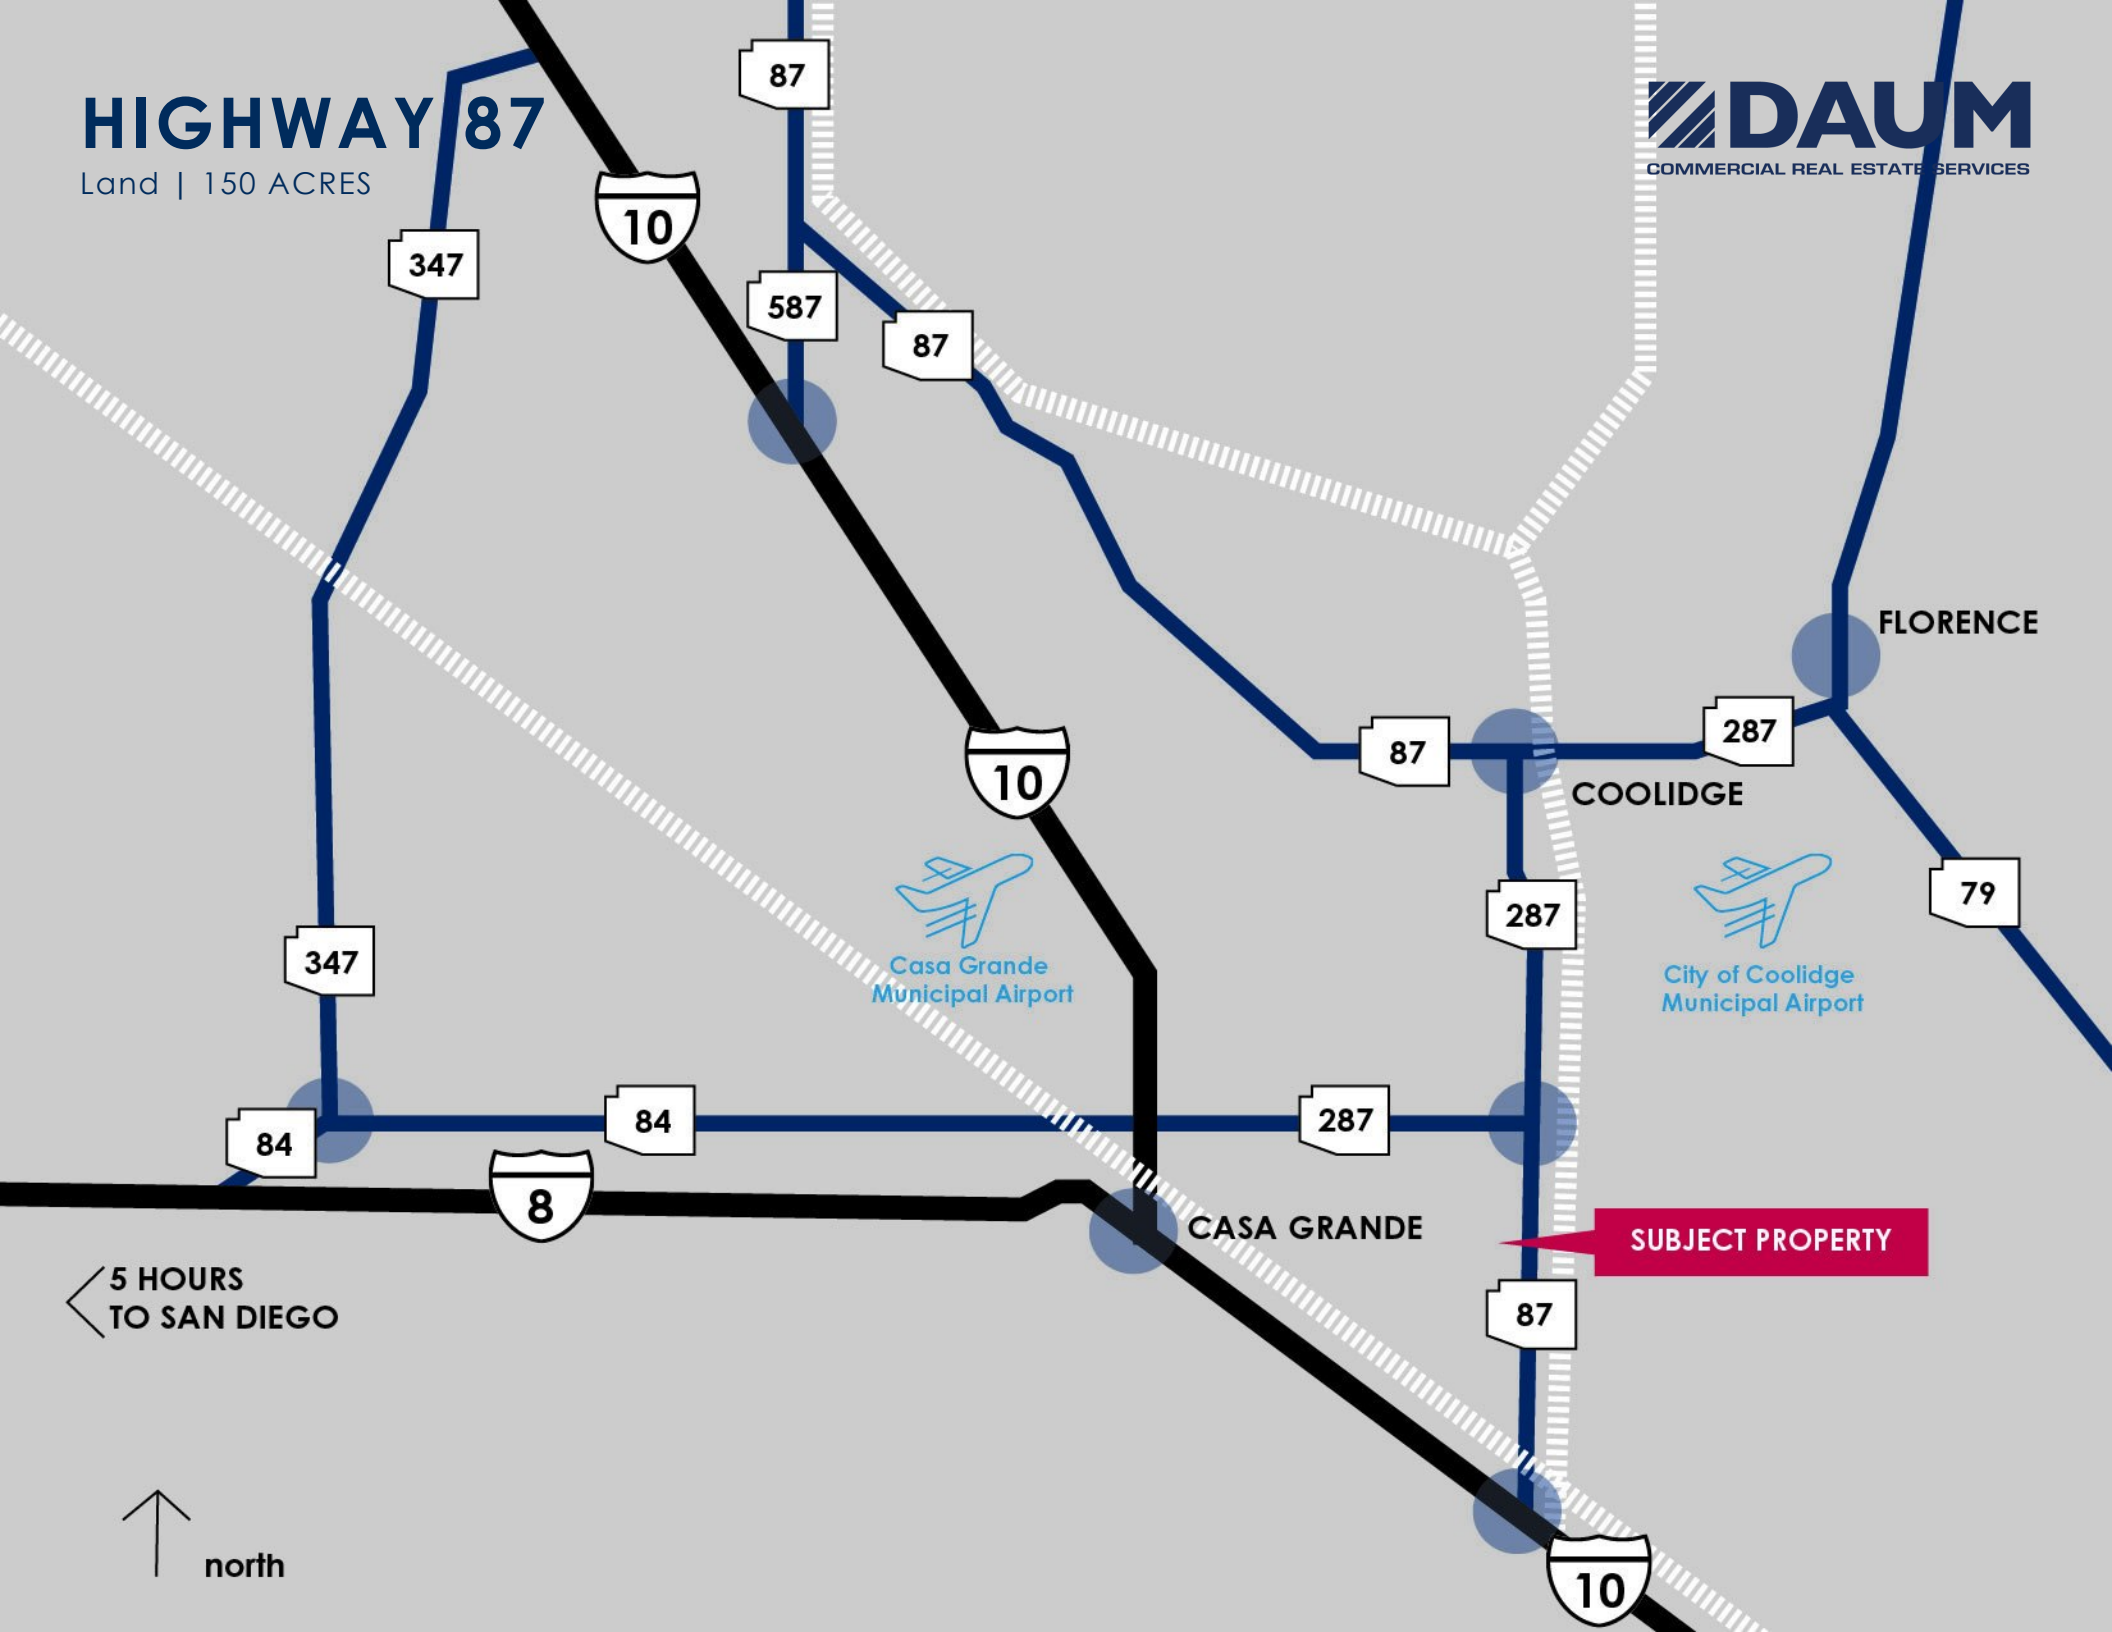 HIGHWAY 87
Land | 150 ACRES
87
DAUM
COMMERCIAL REAL ESTATE SERVICES
10
347
587
87
FLORENCE
287
87
10
COOLIDGE
79
287
347
Casa Grande
Municipal Airport
City of Coolidge
Municipal Airport
84
84
287
8
CASA GRANDE
SUBJECT PROPERTY
5 HOURS
TO SAN DIEGO
87
north
10